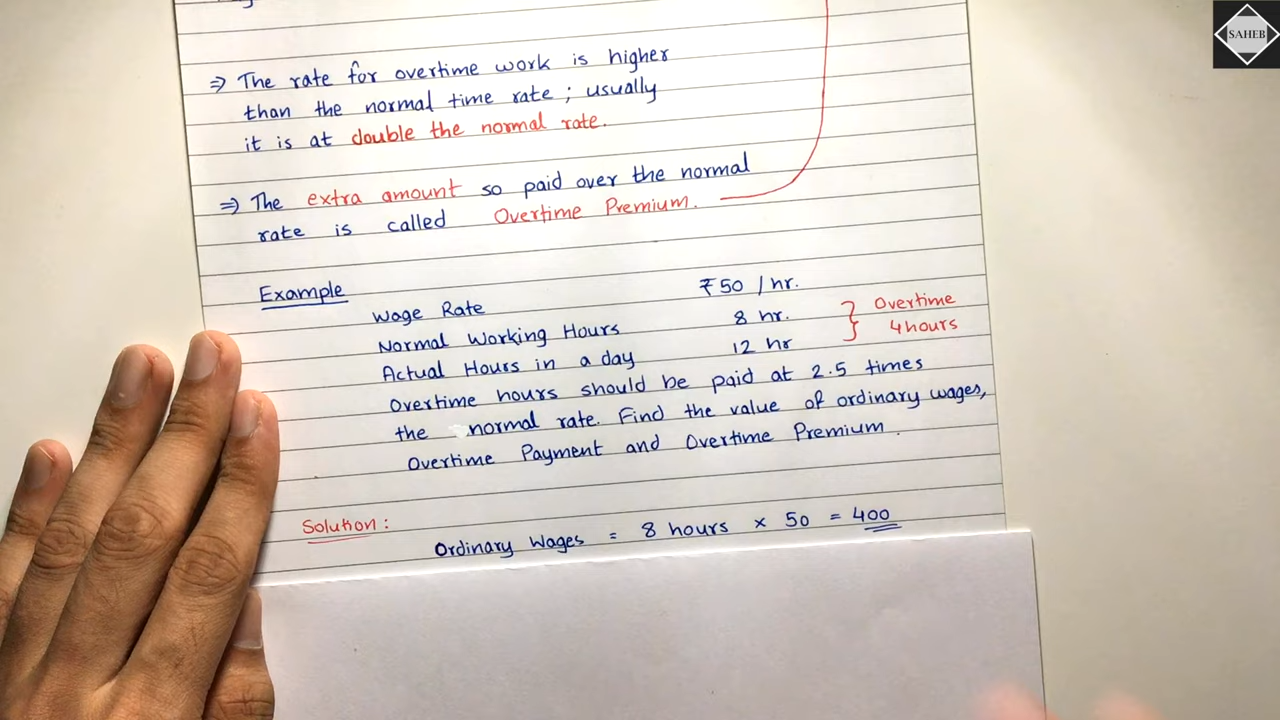 SAHEB
⇒ The rate for overtime work is higher
than the normal time rate ; usually
it is at double the normal rate.
⇒ The extra amount so paid over the normal
rate is called Overtime Premium.
Example
Wage Rate ₹50 / hr.
Normal Working Hours 8 hr. } Overtime
Actual Hours in a day 12 hr 4 hours
Overtime hours should be paid at 2.5 times
the normal rate. Find the value of ordinary wages,
Overtime Payment and Overtime Premium.
Solution :
Ordinary Wages = 8 hours × 50 = 400